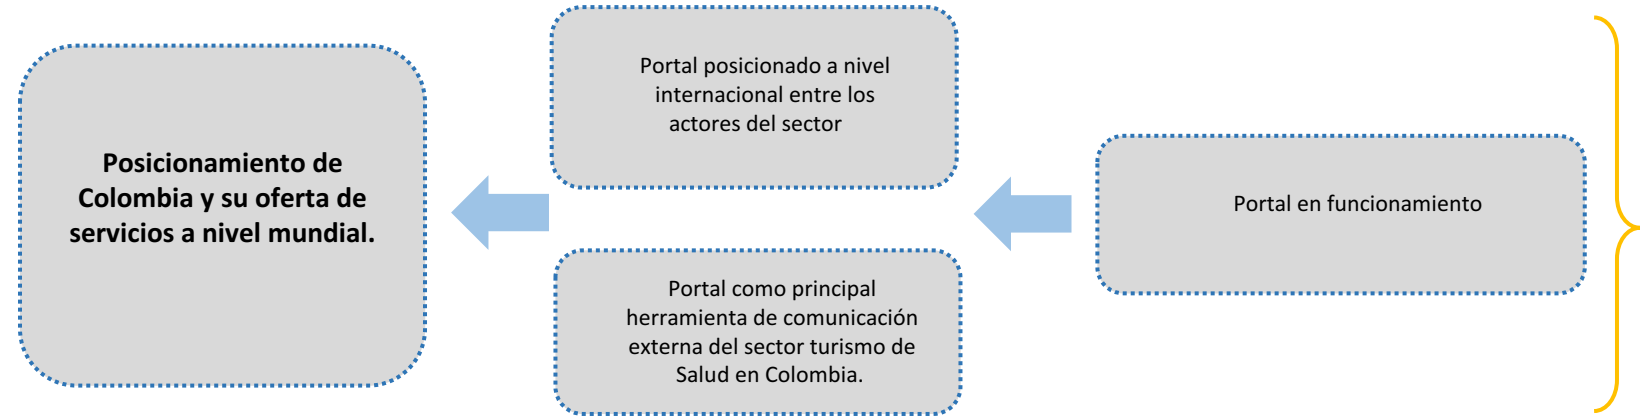 Posicionamiento de
Colombia y su oferta de
servicios a nivel mundial.
Portal posicionado a nivel
internacional entre los
actores del sector
Portal como principal
herramienta de comunicación
externa del sector turismo de
Salud en Colombia.
Portal en funcionamiento